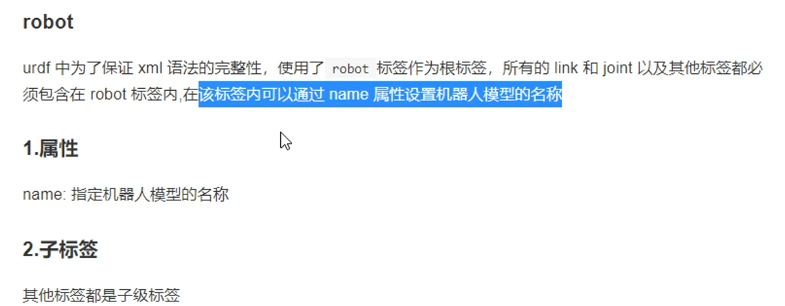 robot
urdf 中为了保证 xml 语法的完整性，使用了 robot 标签作为根标签，所有的 link 和 joint 以及其他标签都必
须包含在 robot 标签内,在该标签内可以通过 name 属性设置机器人模型的名称
1.属性
name: 指定机器人模型的名称
2.子标签
其他标签都是子级标签